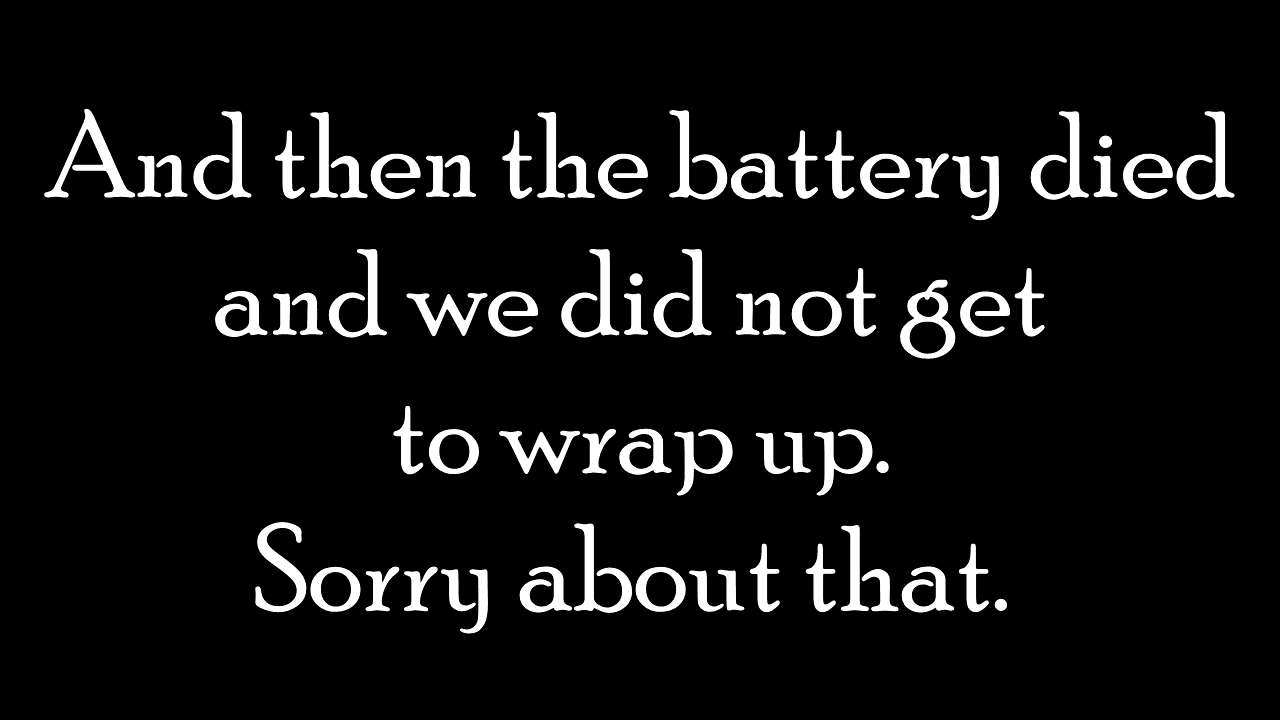 And then the battery died
and we did not get
to wrap up.
Sorry about that.